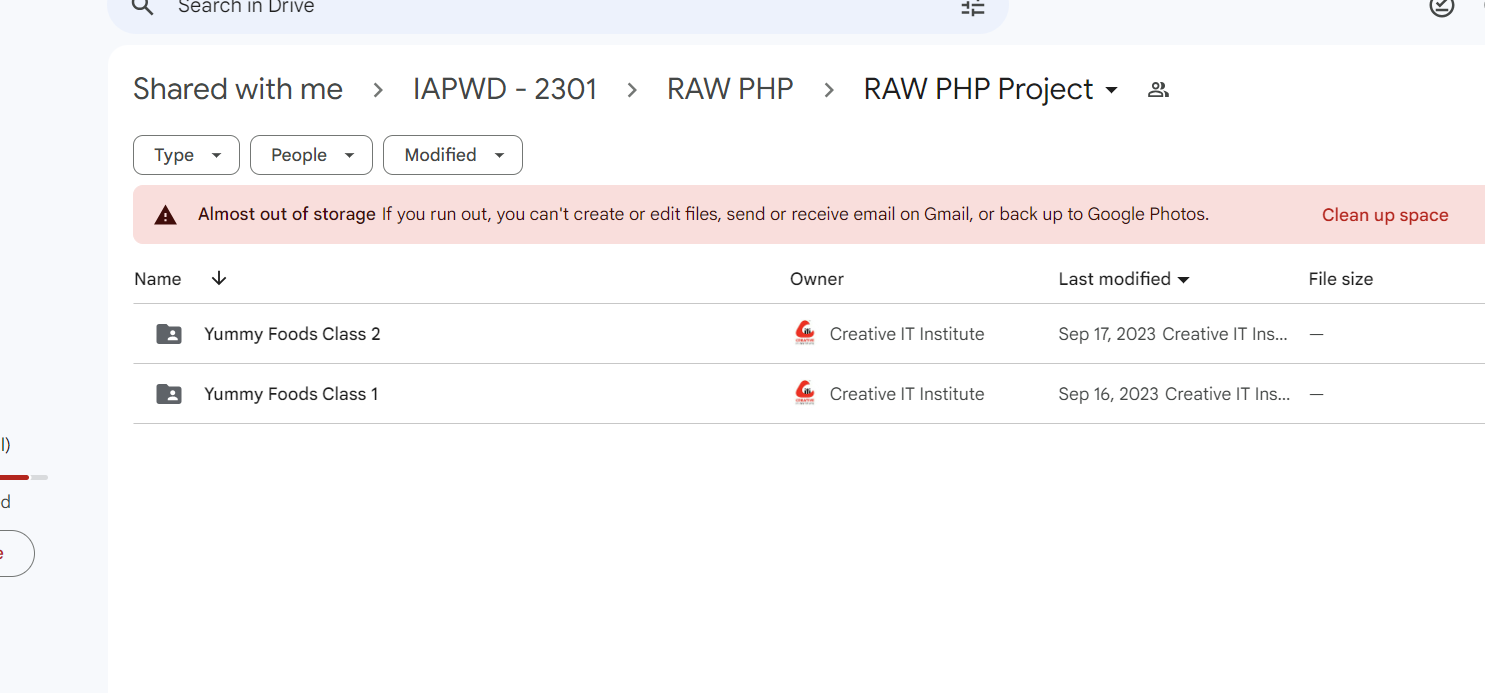 Search in Drive
Shared with me > IAPWD - 2301 > RAW PHP > RAW PHP Project
Type People Modified
Almost out of storage If you run out, you can't create or edit files, send or receive email on Gmail, or back up to Google Photos. Clean up space
Name Owner Last modified File size
Yummy Foods Class 2 Creative IT Institute Sep 17, 2023 Creative IT Ins... —
Yummy Foods Class 1 Creative IT Institute Sep 16, 2023 Creative IT Ins... —
l)
d
e